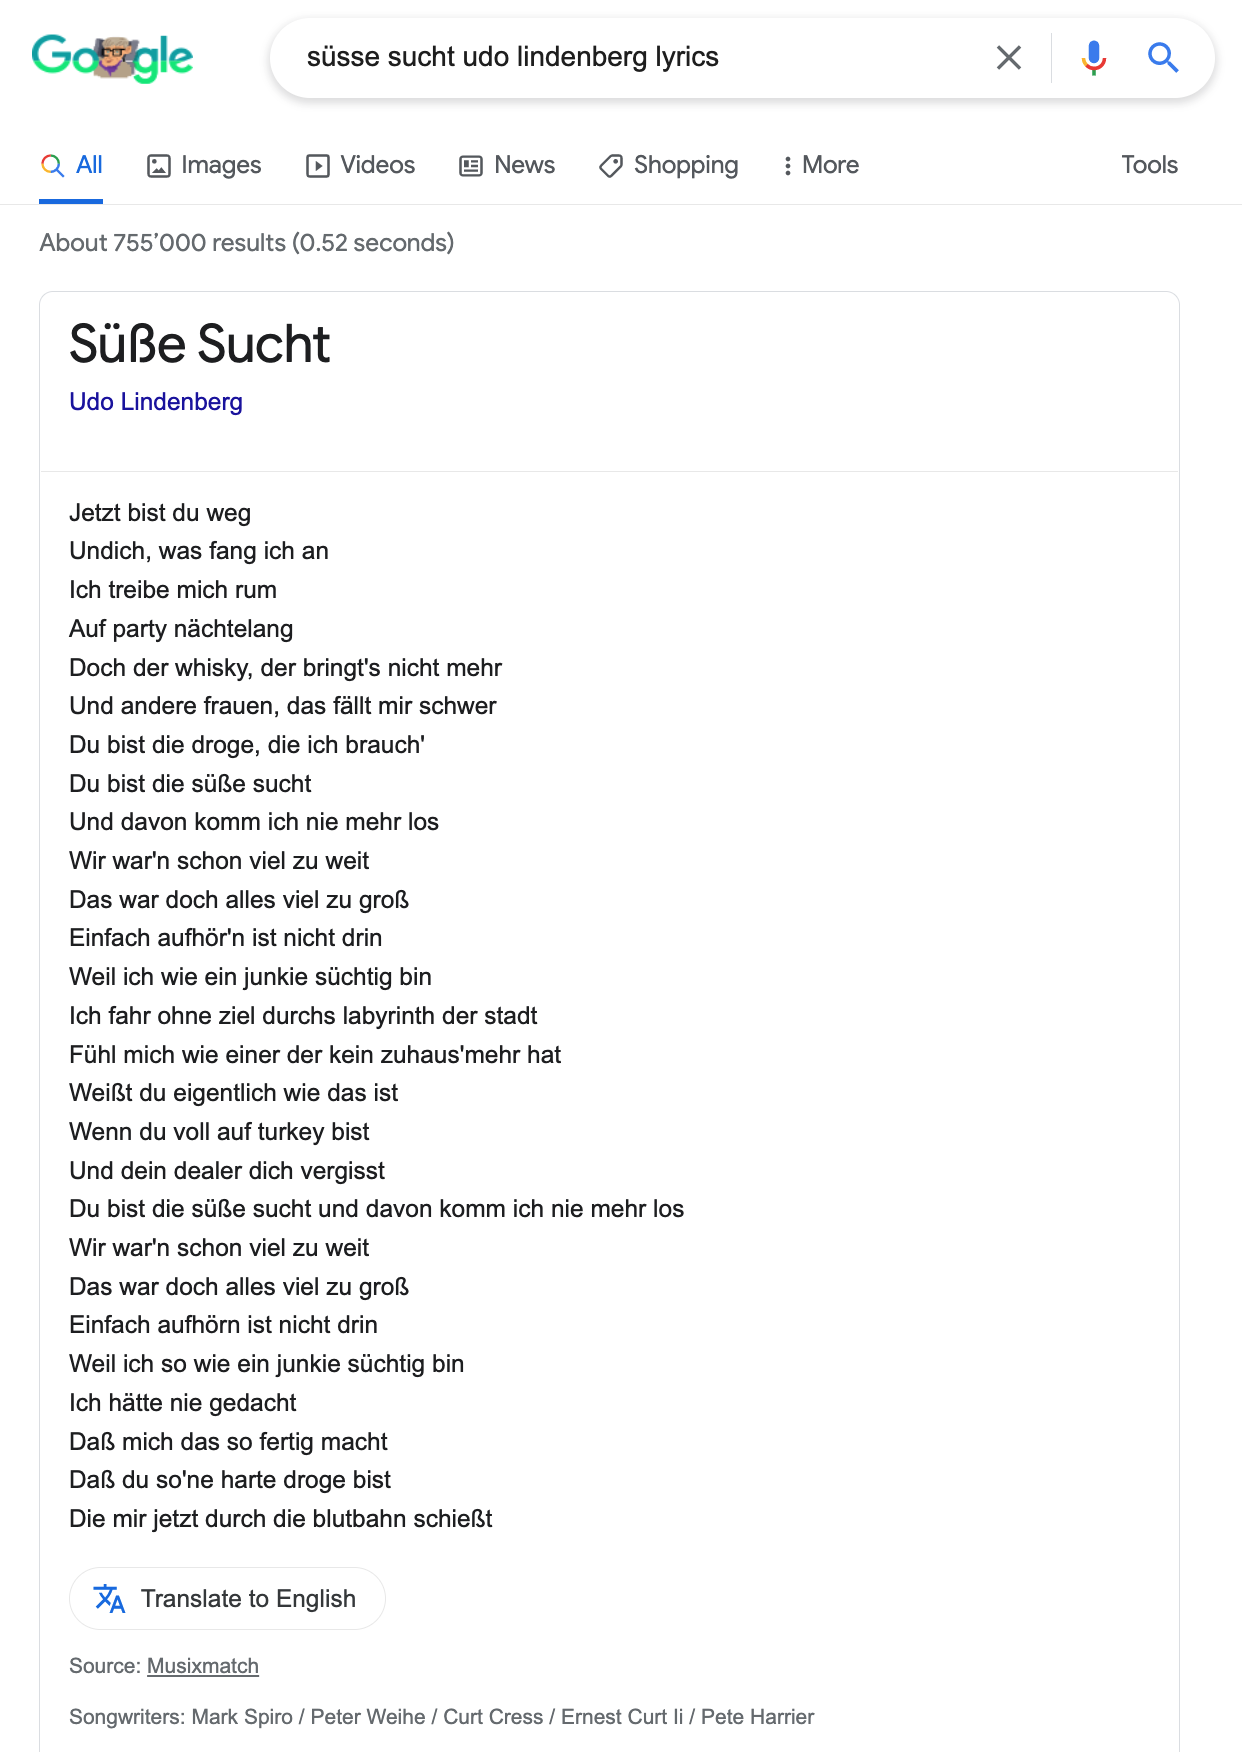 Google
süsse sucht udo lindenberg lyrics
All Images Videos News Shopping More Tools
About 755’000 results (0.52 seconds)
Süße Sucht
Udo Lindenberg
Jetzt bist du weg
Undich, was fang ich an
Ich treibe mich rum
Auf party nächtelang
Doch der whisky, der bringt's nicht mehr
Und andere frauen, das fällt mir schwer
Du bist die droge, die ich brauch'
Du bist die süße sucht
Und davon komm ich nie mehr los
Wir war'n schon viel zu weit
Das war doch alles viel zu groß
Einfach aufhör'n ist nicht drin
Weil ich wie ein junkie süchtig bin
Ich fahr ohne ziel durchs labyrinth der stadt
Fühl mich wie einer der kein zuhaus'mehr hat
Weißt du eigentlich wie das ist
Wenn du voll auf turkey bist
Und dein dealer dich vergisst
Du bist die süße sucht und davon komm ich nie mehr los
Wir war'n schon viel zu weit
Das war doch alles viel zu groß
Einfach aufhörn ist nicht drin
Weil ich so wie ein junkie süchtig bin
Ich hätte nie gedacht
Daß mich das so fertig macht
Daß du so'ne harte droge bist
Die mir jetzt durch die blutbahn schießt
Translate to English
Source: Musixmatch
Songwriters: Mark Spiro / Peter Weihe / Curt Cress / Ernest Curt Ii / Pete Harrier